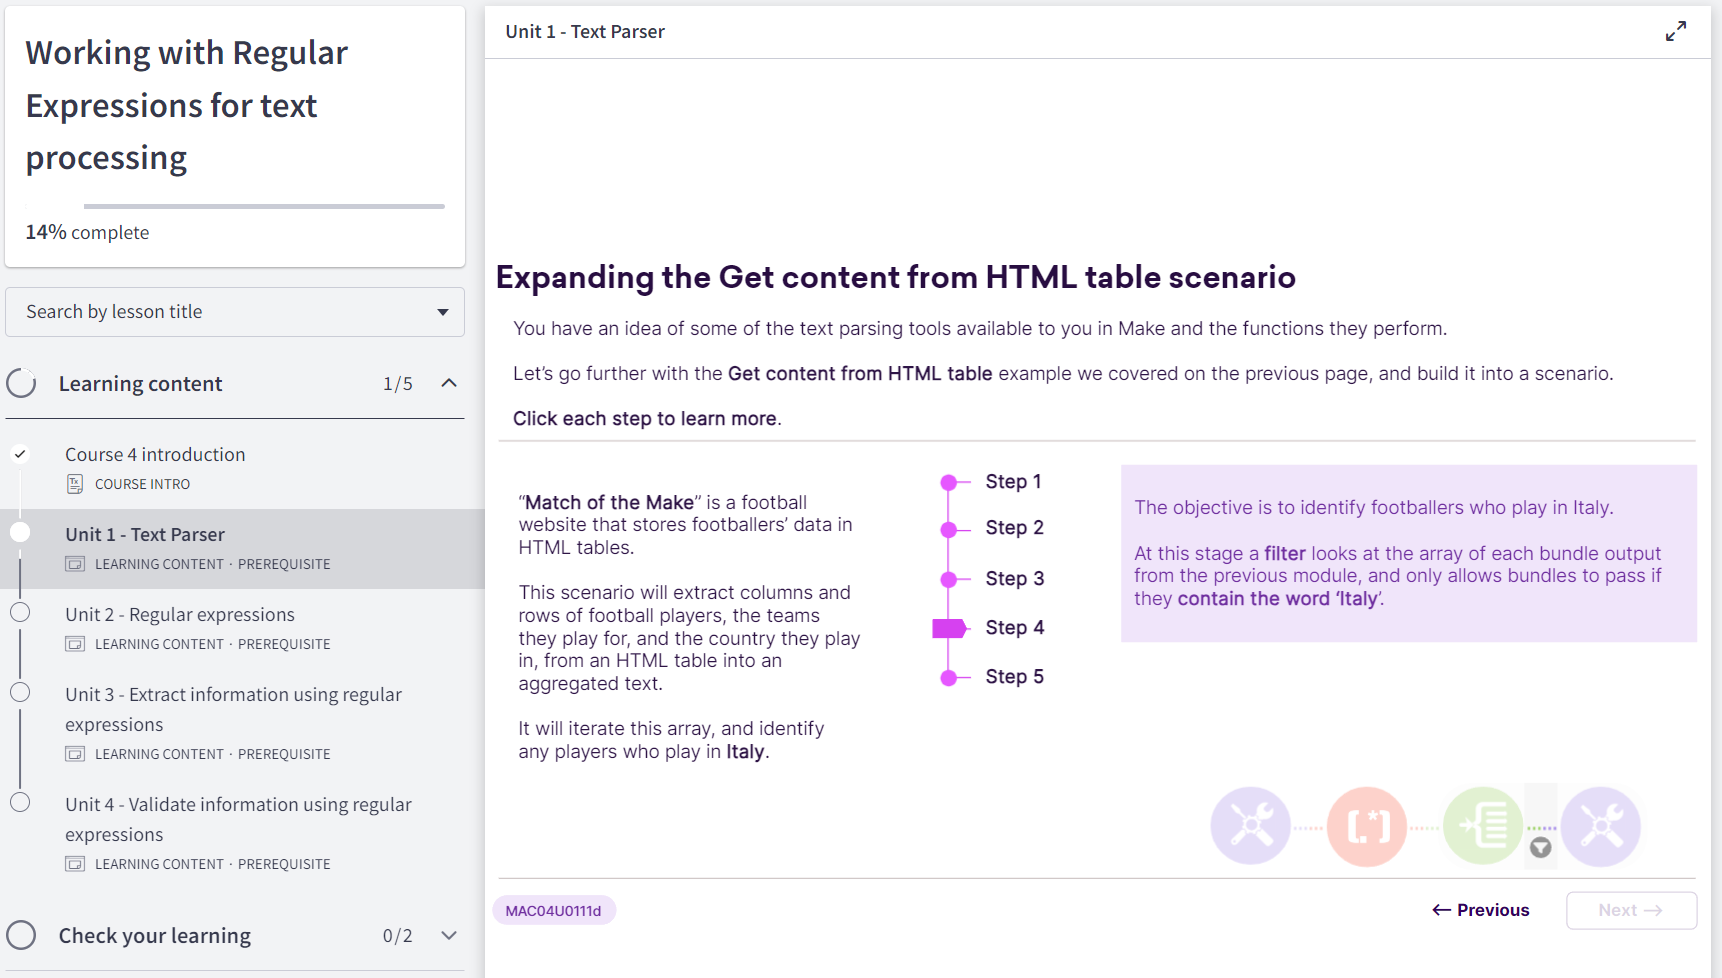 Working with Regular
Expressions for text
processing
14% complete
Search by lesson title
Learning content 1/5
Course 4 introduction
COURSE INTRO
Unit 1 - Text Parser
LEARNING CONTENT · PREREQUISITE
Unit 2 - Regular expressions
LEARNING CONTENT · PREREQUISITE
Unit 3 - Extract information using regular
expressions
LEARNING CONTENT · PREREQUISITE
Unit 4 - Validate information using regular
expressions
LEARNING CONTENT · PREREQUISITE
Check your learning 0/2
Unit 1 - Text Parser
Expanding the Get content from HTML table scenario
You have an idea of some of the text parsing tools available to you in Make and the functions they perform.
Let's go further with the Get content from HTML table example we covered on the previous page, and build it into a scenario.
Click each step to learn more.
“Match of the Make” is a football
website that stores footballers’ data in
HTML tables.
This scenario will extract columns and
rows of football players, the teams
they play for, and the country they play
in, from an HTML table into an
aggregated text.
It will iterate this array, and identify
any players who play in Italy.
Step 1
Step 2
Step 3
Step 4
Step 5
The objective is to identify footballers who play in Italy.
At this stage a filter looks at the array of each bundle output
from the previous module, and only allows bundles to pass if
they contain the word ‘Italy’.
[.*]
MAC04U0111d
← Previous
Next →